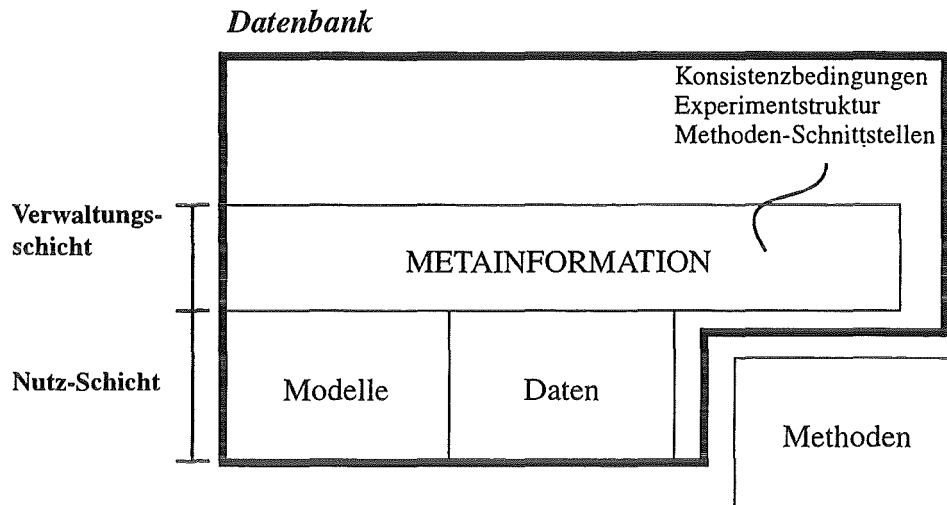 Datenbank
Konsistenzbedingungen
Experimentstruktur
Methoden-Schnittstellen
Verwaltungs-
schicht
METAINFORMATION
Nutz-Schicht
Modelle
Daten
Methoden